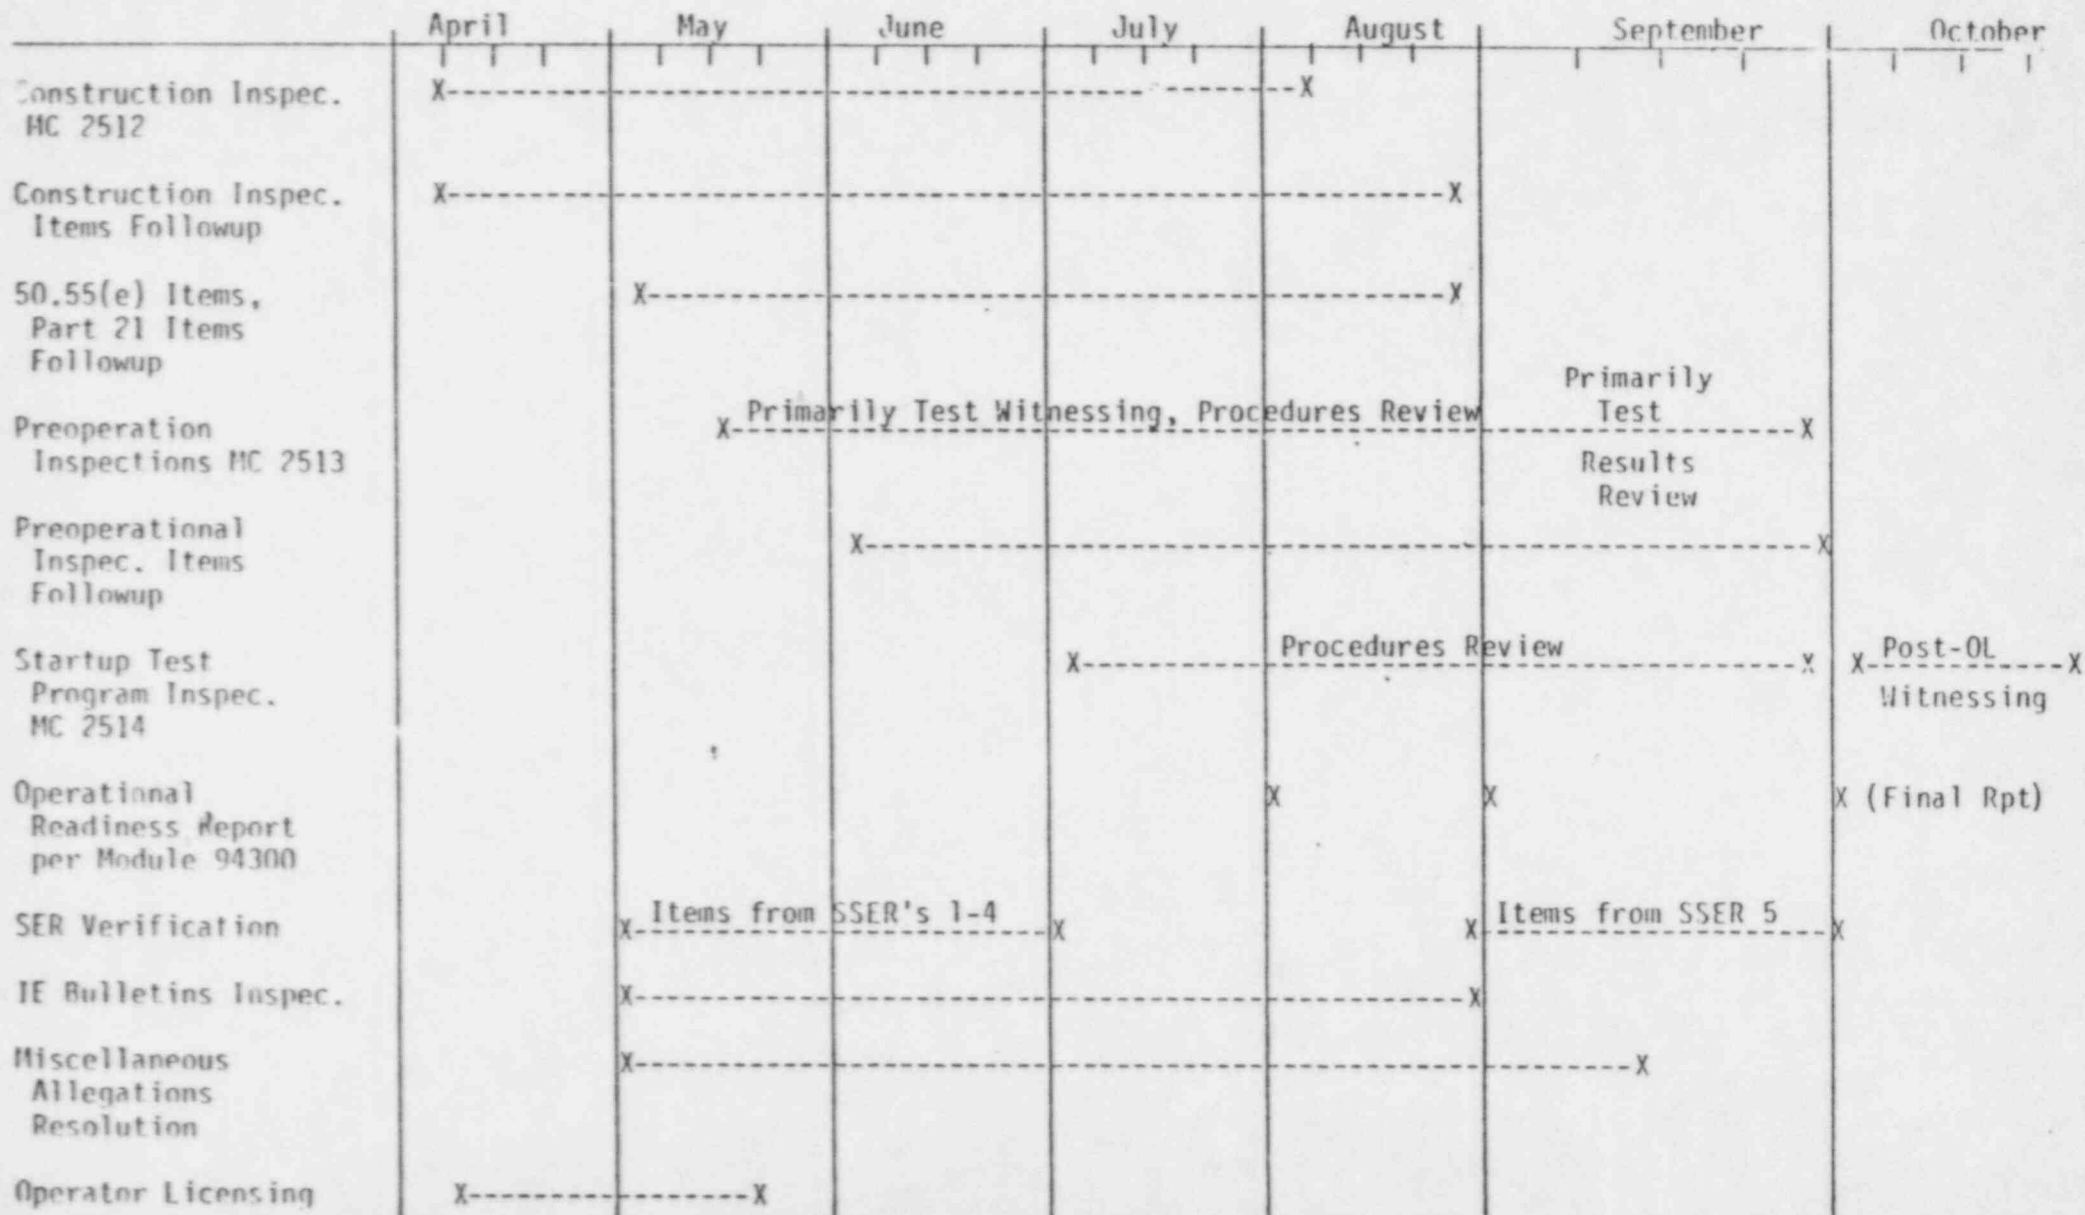 April May June July August September October
Construction Inspec. X------------------------------------------ --------X
MC 2512
Construction Inspec. X------------------------------------------------------------X
Items Followup
50.55(e) Items, X------------------------------------------------X
Part 21 Items
Followup
Primarily
Primarily Test Witnessing, Procedures Review Test
Preoperation X----------------------------------------------------------------X
Inspections MC 2513 Results
Review
Preoperational X---------------------------------------------------------X
Inspec. Items
Followup
Procedures Review Post-OL
Startup Test X-------------------------------------------X X------------X
Program Inspec. Witnessing
MC 2514
Operational X X X (Final Rpt)
Readiness Report
per Module 94300
Items from SSER's 1-4 Items from SSER 5
SER Verification X-------------------------X X---------------------X
IE Bulletins Inspec. X--------------------------------------------------X
Miscellaneous X------------------------------------------------------------X
Allegations
Resolution
Operator Licensing X-----------------X